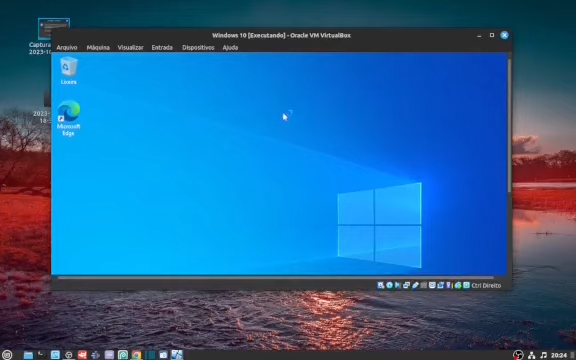 Windows 10 [Executando] - Oracle VM VirtualBox
Arquivo Máquina Visualizar Entrada Dispositivos Ajuda
Captura
2023-10
Lixeira
2023-
Microsoft
Edge
Ctrl Direito
20:24